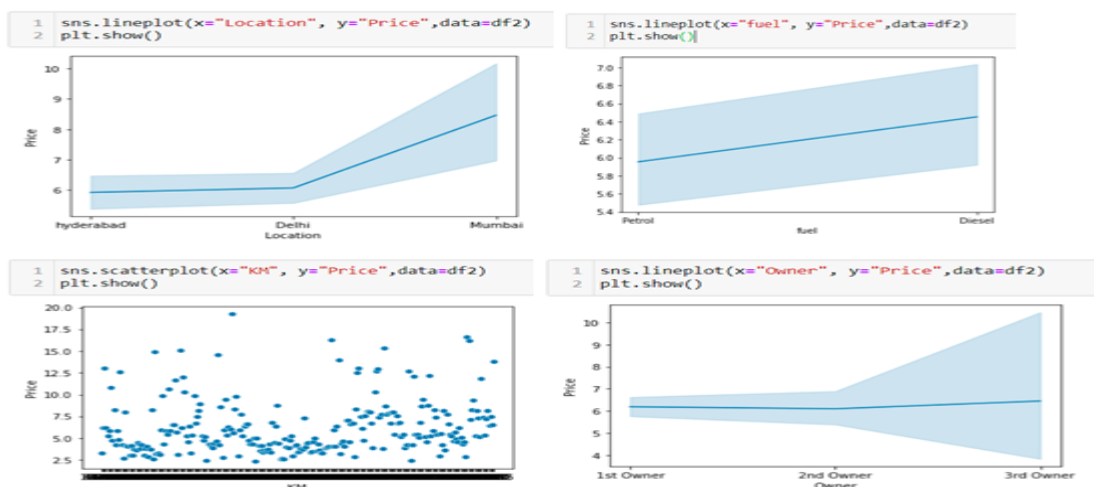 1 sns.lineplot(x="Location", y="Price",data=df2)
2 plt.show()
10
9
8
7
6
Price
hyderabad Delhi Mumbai
Location
1 sns.lineplot(x="fuel", y="Price",data=df2)
2 plt.show()
7.0
6.8
6.6
6.4
6.2
6.0
5.8
5.6
5.4
Price
Petrol Diesel
fuel
1 sns.scatterplot(x="KM", y="Price",data=df2)
2 plt.show()
20.0
17.5
15.0
12.5
10.0
7.5
5.0
2.5
Price
KM
1 sns.lineplot(x="Owner", y="Price",data=df2)
2 plt.show()
10
9
8
7
6
5
4
Price
1st Owner 2nd Owner 3rd Owner
Owner